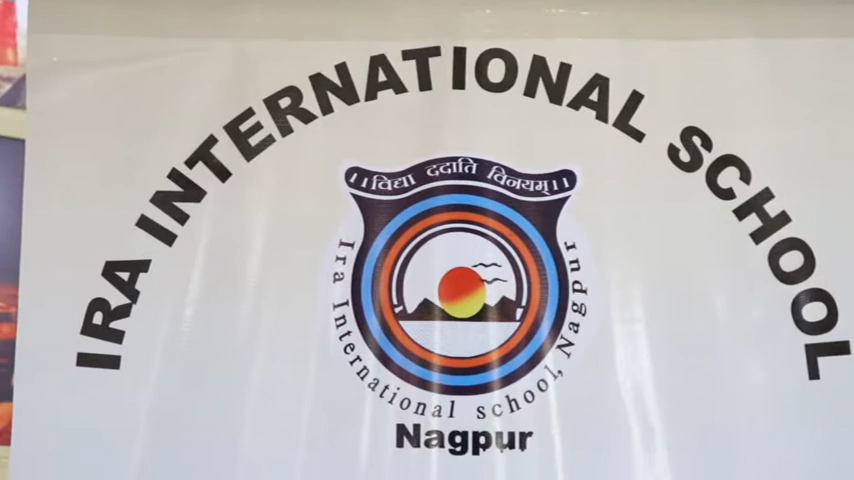 IRA INTERNATIONAL SCHOOL
।। विद्या ददाति विनयम् ।।
Ira International school, Nagpur
Nagpur